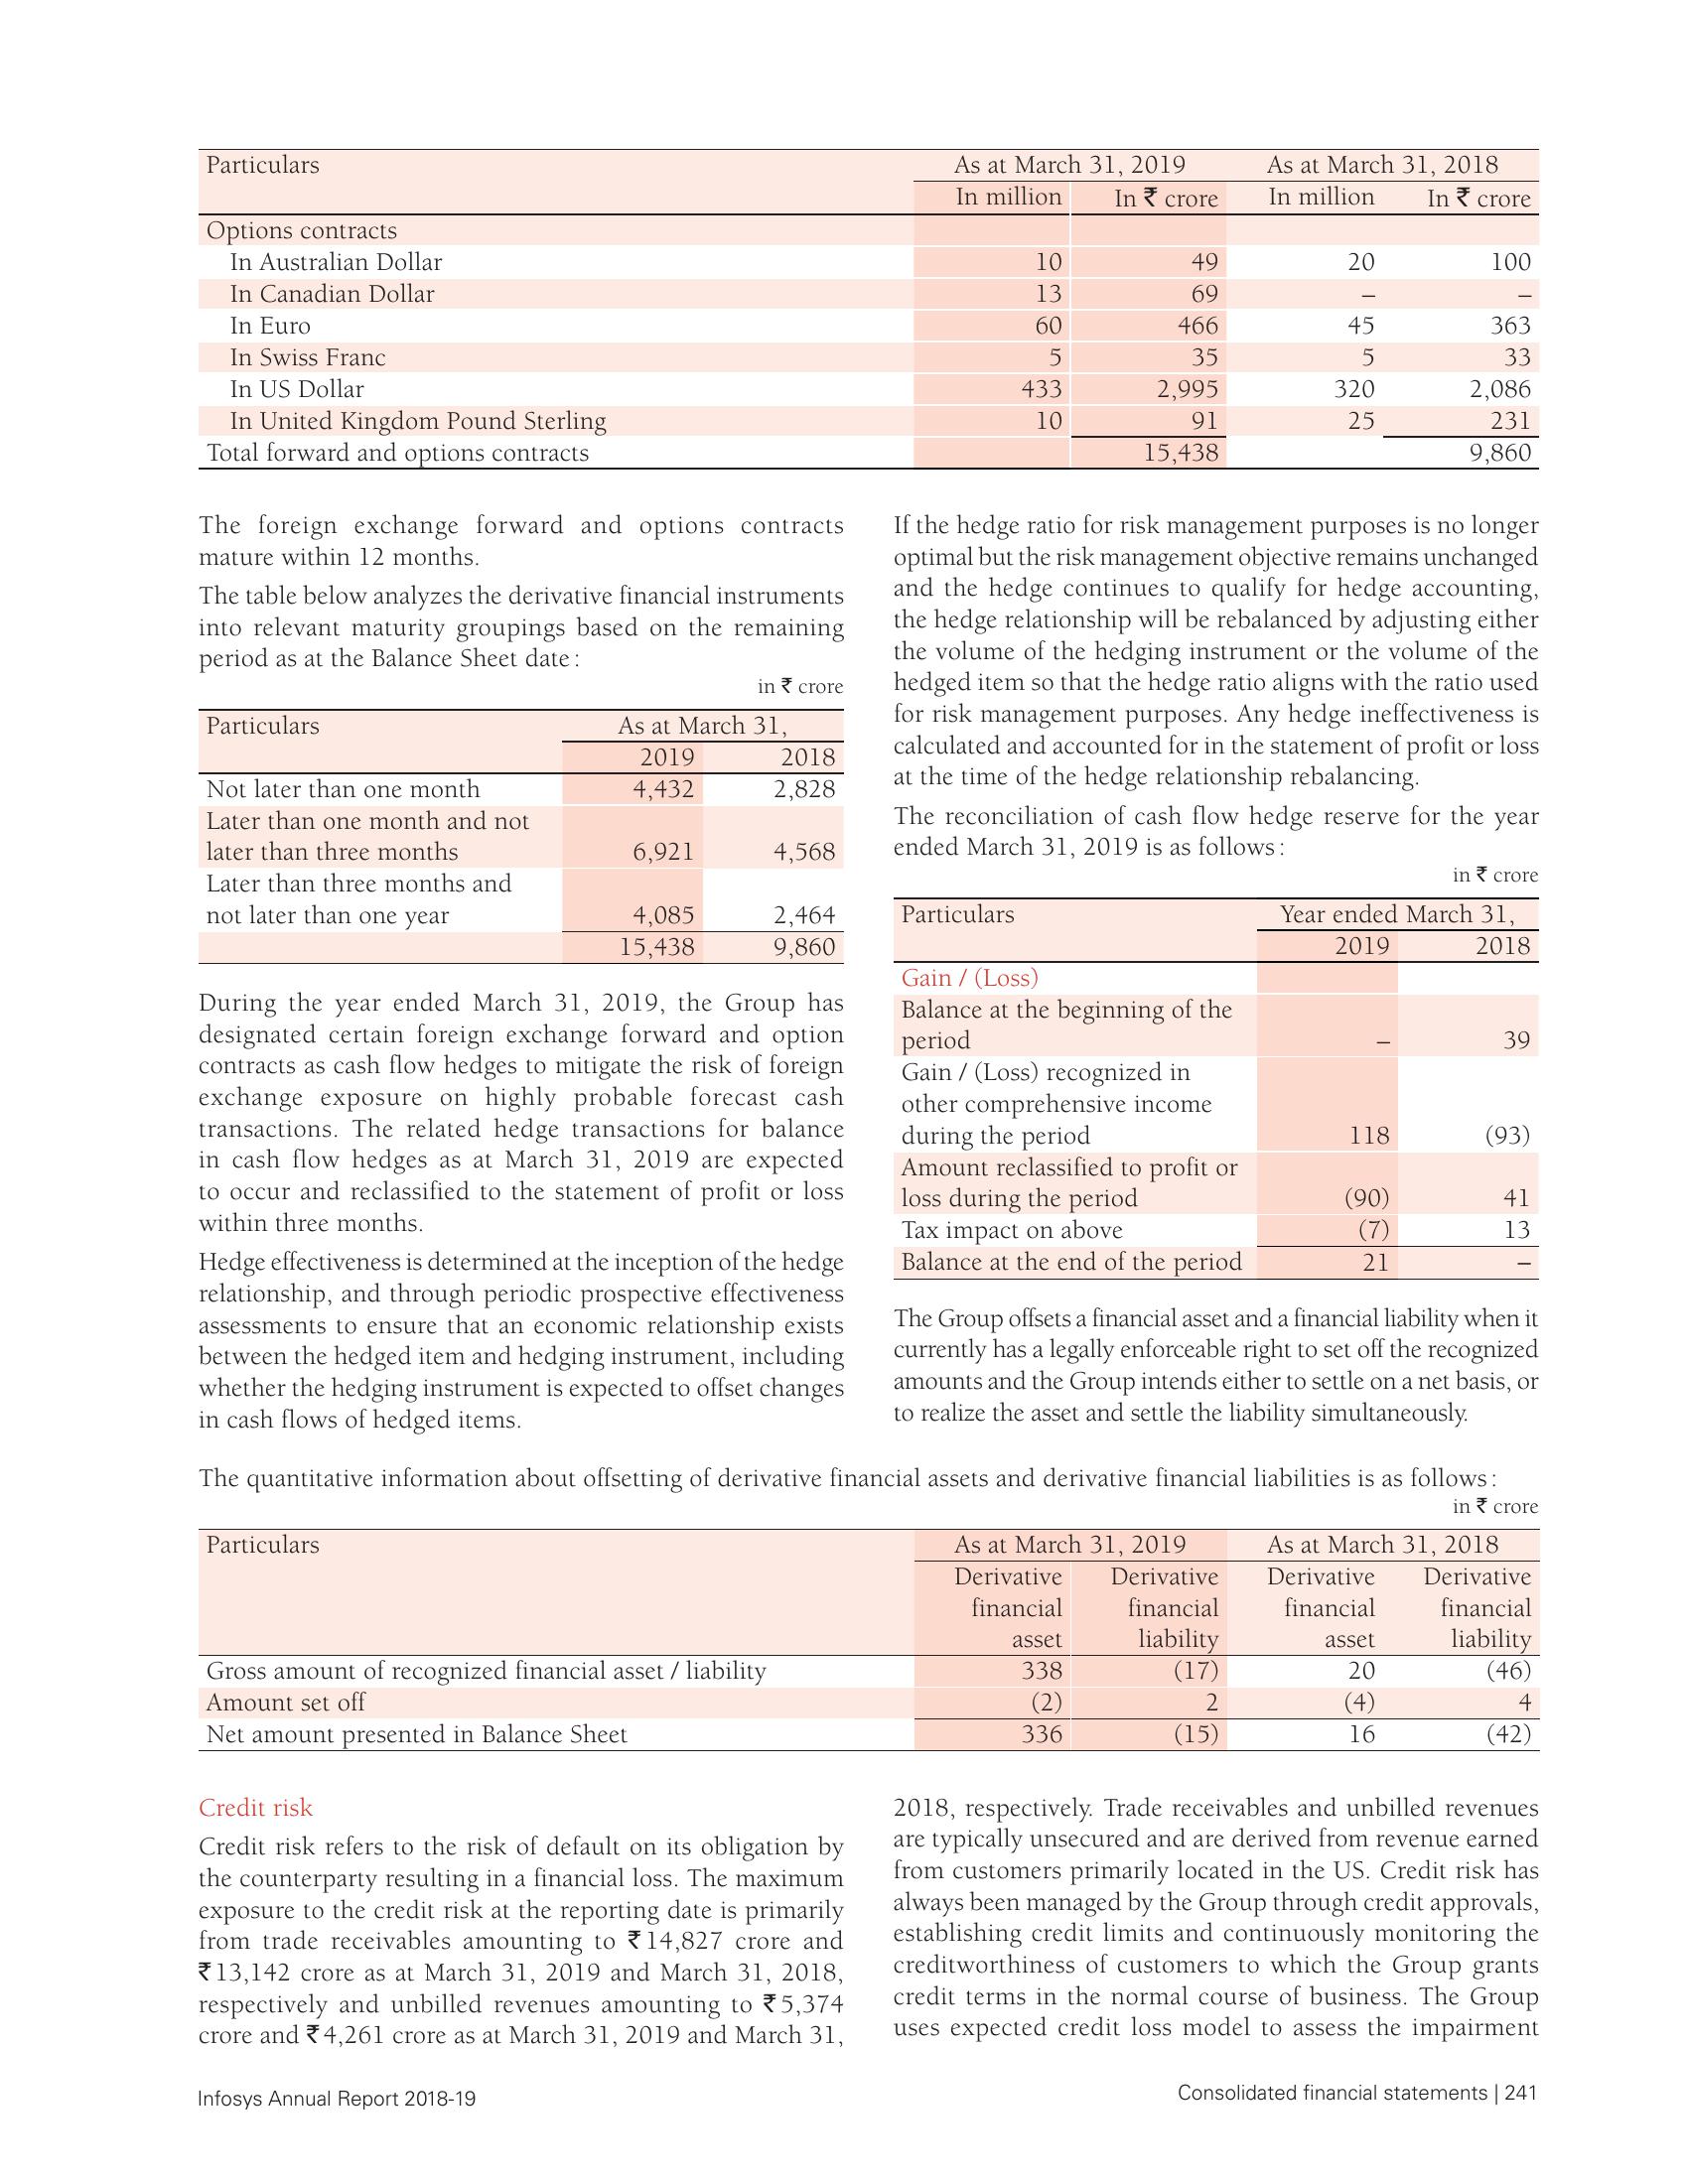 Particulars As at March 31, 2019 As at March 31, 2018
In million In ₹ crore In million In ₹ crore
Options contracts
In Australian Dollar 10 49 20 100
In Canadian Dollar 13 69 – –
In Euro 60 466 45 363
In Swiss Franc 5 35 5 33
In US Dollar 433 2,995 320 2,086
In United Kingdom Pound Sterling 10 91 25 231
Total forward and options contracts 15,438 9,860
The foreign exchange forward and options contracts
mature within 12 months.
The table below analyzes the derivative financial instruments
into relevant maturity groupings based on the remaining
period as at the Balance Sheet date:
in ₹ crore
Particulars As at March 31,
2019 2018
Not later than one month 4,432 2,828
Later than one month and not
later than three months 6,921 4,568
Later than three months and
not later than one year 4,085 2,464
15,438 9,860
During the year ended March 31, 2019, the Group has
designated certain foreign exchange forward and option
contracts as cash flow hedges to mitigate the risk of foreign
exchange exposure on highly probable forecast cash
transactions. The related hedge transactions for balance
in cash flow hedges as at March 31, 2019 are expected
to occur and reclassified to the statement of profit or loss
within three months.
Hedge effectiveness is determined at the inception of the hedge
relationship, and through periodic prospective effectiveness
assessments to ensure that an economic relationship exists
between the hedged item and hedging instrument, including
whether the hedging instrument is expected to offset changes
in cash flows of hedged items.
If the hedge ratio for risk management purposes is no longer
optimal but the risk management objective remains unchanged
and the hedge continues to qualify for hedge accounting,
the hedge relationship will be rebalanced by adjusting either
the volume of the hedging instrument or the volume of the
hedged item so that the hedge ratio aligns with the ratio used
for risk management purposes. Any hedge ineffectiveness is
calculated and accounted for in the statement of profit or loss
at the time of the hedge relationship rebalancing.
The reconciliation of cash flow hedge reserve for the year
ended March 31, 2019 is as follows:
in ₹ crore
Particulars Year ended March 31,
2019 2018
Gain / (Loss)
Balance at the beginning of the
period – 39
Gain / (Loss) recognized in
other comprehensive income
during the period 118 (93)
Amount reclassified to profit or
loss during the period (90) 41
Tax impact on above (7) 13
Balance at the end of the period 21 –
The Group offsets a financial asset and a financial liability when it
currently has a legally enforceable right to set off the recognized
amounts and the Group intends either to settle on a net basis, or
to realize the asset and settle the liability simultaneously.
The quantitative information about offsetting of derivative financial assets and derivative financial liabilities is as follows:
in ₹ crore
Particulars As at March 31, 2019 As at March 31, 2018
Derivative Derivative Derivative Derivative
financial financial financial financial
asset liability asset liability
Gross amount of recognized financial asset / liability 338 (17) 20 (46)
Amount set off (2) 2 (4) 4
Net amount presented in Balance Sheet 336 (15) 16 (42)
Credit risk
Credit risk refers to the risk of default on its obligation by
the counterparty resulting in a financial loss. The maximum
exposure to the credit risk at the reporting date is primarily
from trade receivables amounting to ₹14,827 crore and
₹13,142 crore as at March 31, 2019 and March 31, 2018,
respectively and unbilled revenues amounting to ₹5,374
crore and ₹4,261 crore as at March 31, 2019 and March 31,
2018, respectively. Trade receivables and unbilled revenues
are typically unsecured and are derived from revenue earned
from customers primarily located in the US. Credit risk has
always been managed by the Group through credit approvals,
establishing credit limits and continuously monitoring the
creditworthiness of customers to which the Group grants
credit terms in the normal course of business. The Group
uses expected credit loss model to assess the impairment
Infosys Annual Report 2018-19
Consolidated financial statements | 241